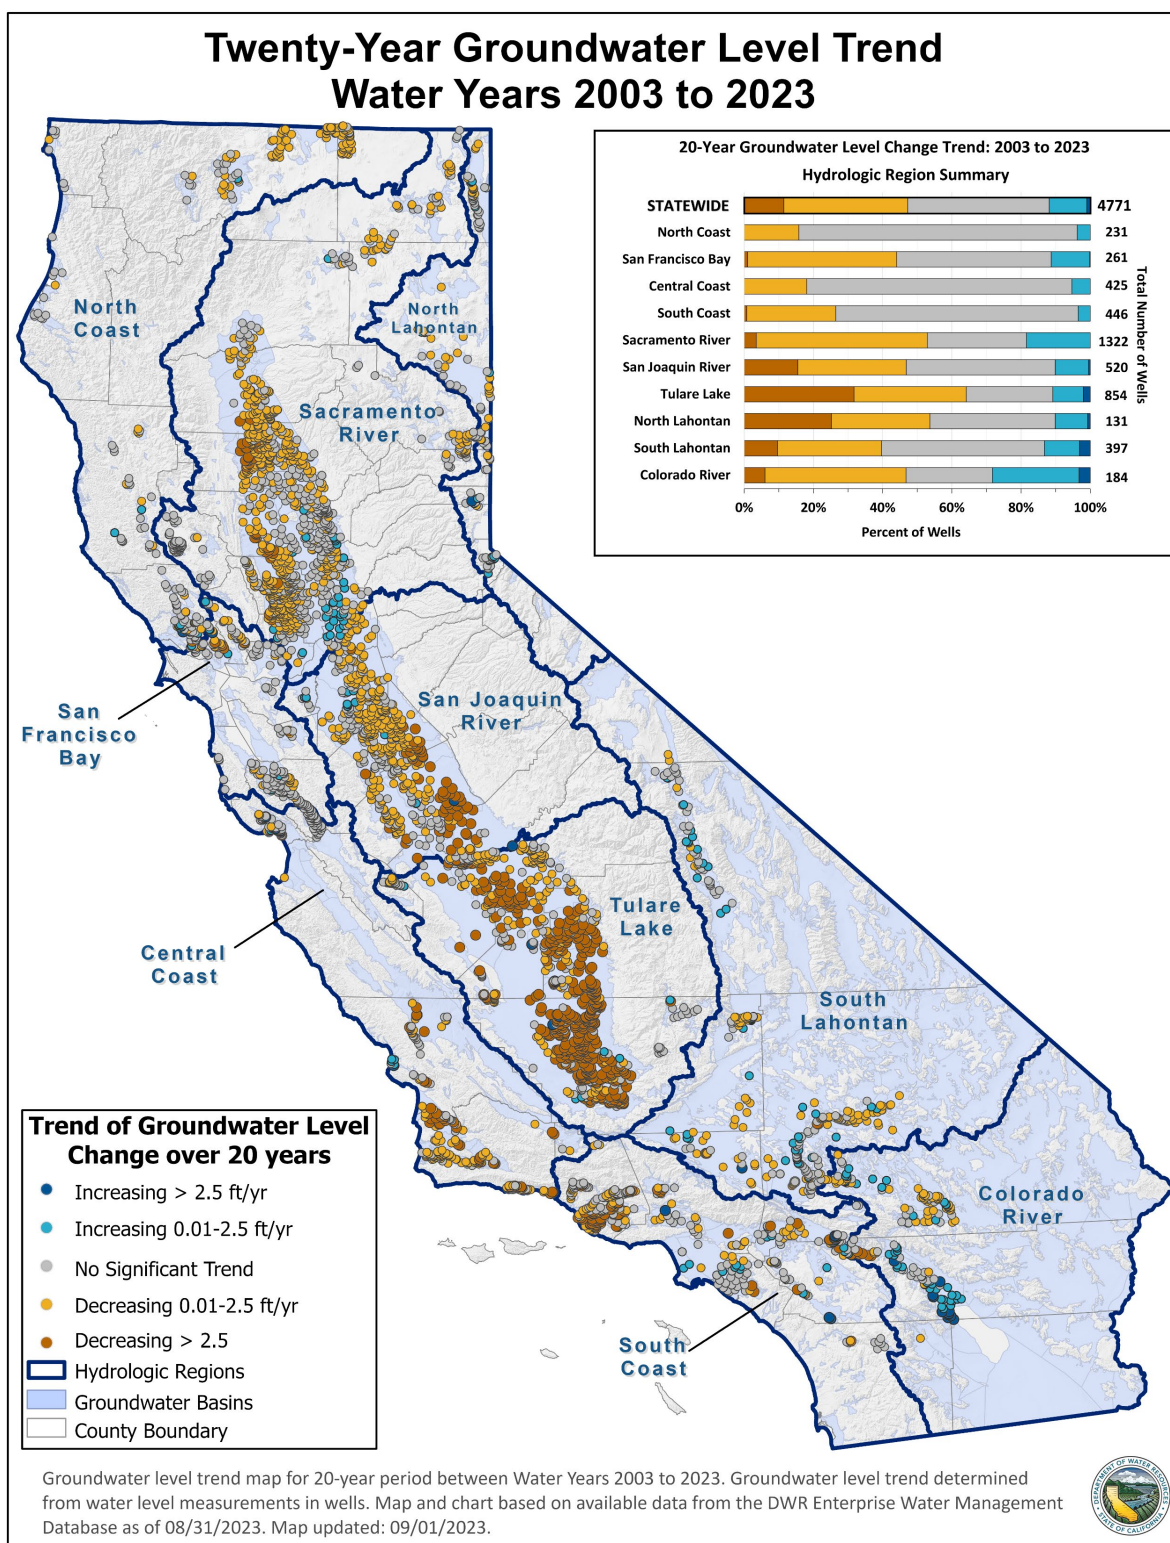 Twenty-Year Groundwater Level Trend
Water Years 2003 to 2023
20-Year Groundwater Level Change Trend: 2003 to 2023
Hydrologic Region Summary
STATEWIDE 4771
North Coast 231
San Francisco Bay 261
Central Coast 425
South Coast 446
Sacramento River 1322
San Joaquin River 520
Tulare Lake 854
North Lahontan 131
South Lahontan 397
Colorado River 184
Total Number of Wells
0% 20% 40% 60% 80% 100%
Percent of Wells
North
Coast
North
Lahontan
Sacramento
River
San Joaquin
River
San
Francisco
Bay
Tulare
Lake
Central
Coast
South
Lahontan
Colorado
River
South
Coast
Trend of Groundwater Level
Change over 20 years
Increasing > 2.5 ft/yr
Increasing 0.01-2.5 ft/yr
No Significant Trend
Decreasing 0.01-2.5 ft/yr
Decreasing > 2.5
Hydrologic Regions
Groundwater Basins
County Boundary
Groundwater level trend map for 20-year period between Water Years 2003 to 2023. Groundwater level trend determined
from water level measurements in wells. Map and chart based on available data from the DWR Enterprise Water Management
Database as of 08/31/2023. Map updated: 09/01/2023.
DEPARTMENT OF WATER RESOURCES
STATE OF CALIFORNIA